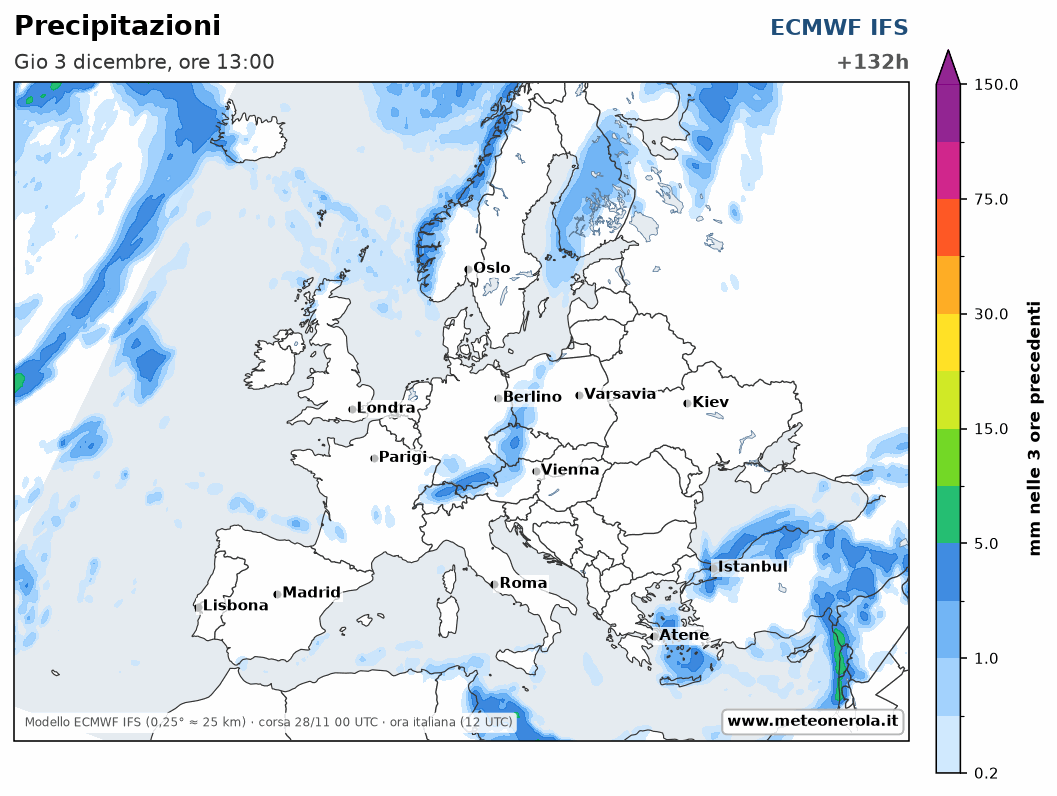 Precipitazioni
ECMWF IFS
Gio 3 dicembre, ore 13:00
+132h
150.0
75.0
30.0
15.0
5.0
1.0
0.2
mm nelle 3 ore precedenti
Oslo
Berlino
Varsavia
Kiev
Londra
Parigi
Vienna
Istanbul
Roma
Madrid
Lisbona
Atene
Modello ECMWF IFS (0,25° ≈ 25 km) · corsa 28/11 00 UTC · ora italiana (12 UTC)
www.meteonerola.it